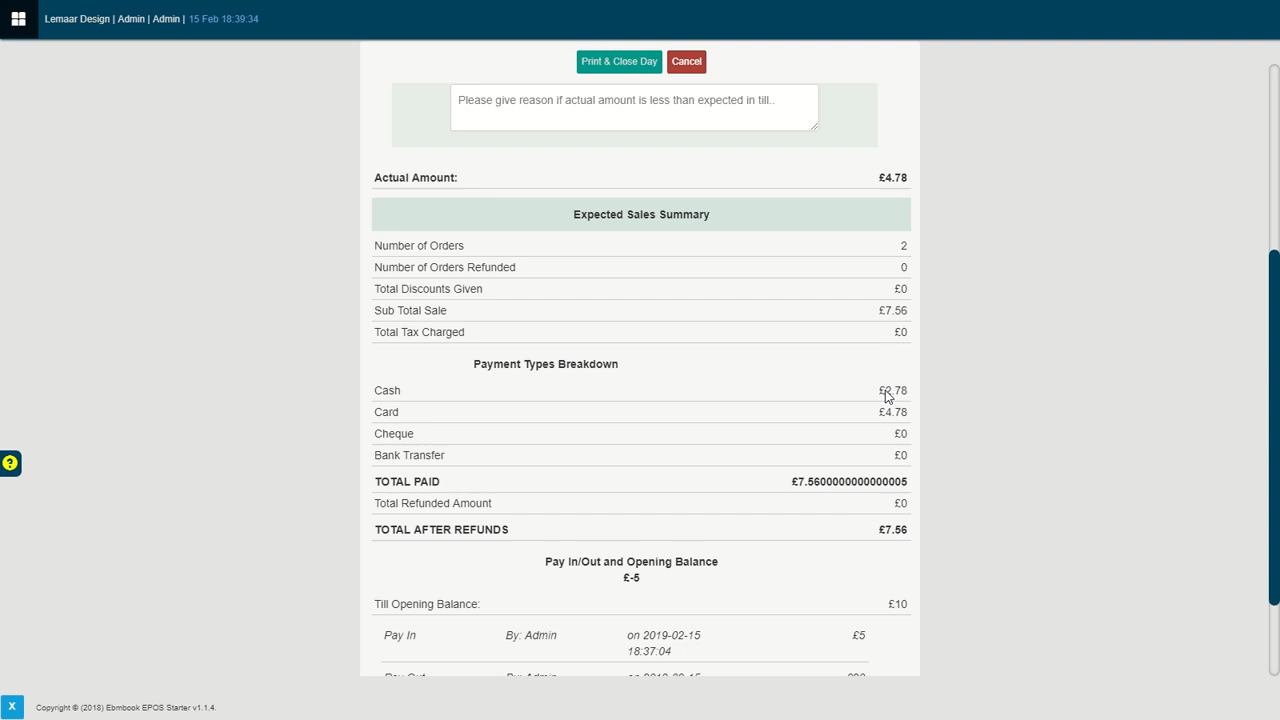 Lemaar Design | Admin | Admin | 15 Feb 18:39:34
Print & Close Day Cancel
Please give reason if actual amount is less than expected in till..
Actual Amount: £4.78
Expected Sales Summary
Number of Orders 2
Number of Orders Refunded 0
Total Discounts Given £0
Sub Total Sale £7.56
Total Tax Charged £0
Payment Types Breakdown
Cash £2.78
Card £4.78
Cheque £0
Bank Transfer £0
TOTAL PAID £7.5600000000000005
Total Refunded Amount £0
TOTAL AFTER REFUNDS £7.56
Pay In/Out and Opening Balance
£-5
Till Opening Balance: £10
Pay In By: Admin on 2019-02-15 £5
18:37:04
?
X Copyright © (2018) Ebmbook EPOS Starter v1.1.4.